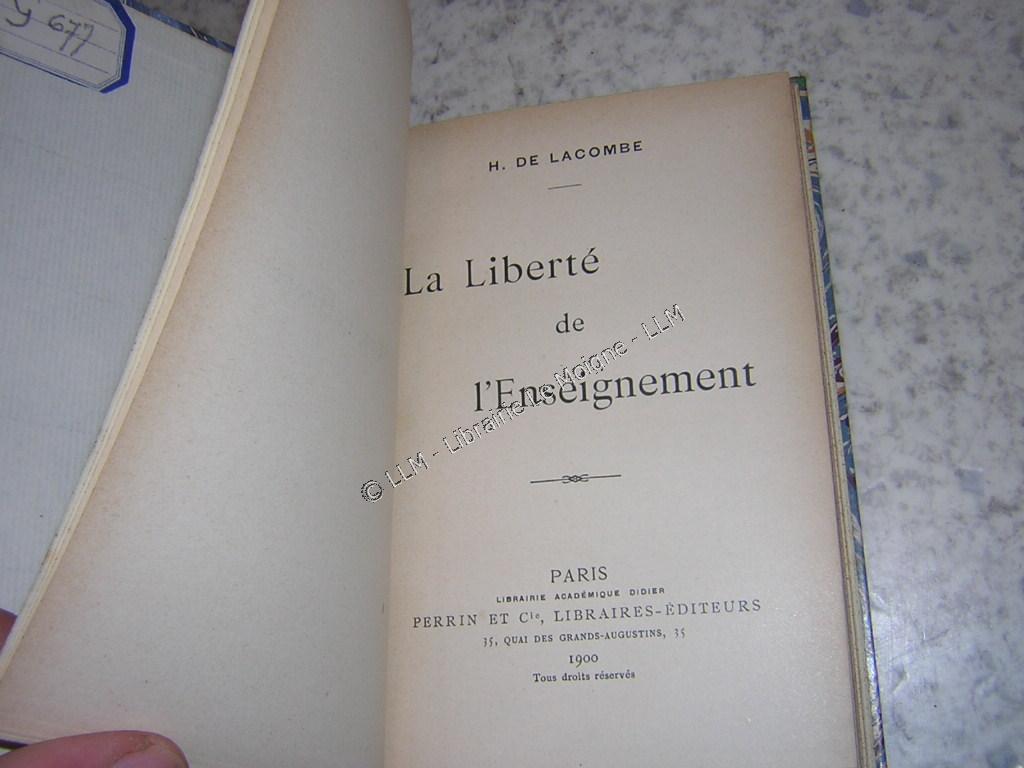 y 677
H. DE LACOMBE
La Liberté
de
l'Enseignement
© LLM - Librairie Le Moigne - LLM
PARIS
LIBRAIRIE ACADÉMIQUE DIDIER
PERRIN ET Cie, LIBRAIRES-ÉDITEURS
35, QUAI DES GRANDS-AUGUSTINS, 35
1900
Tous droits réservés